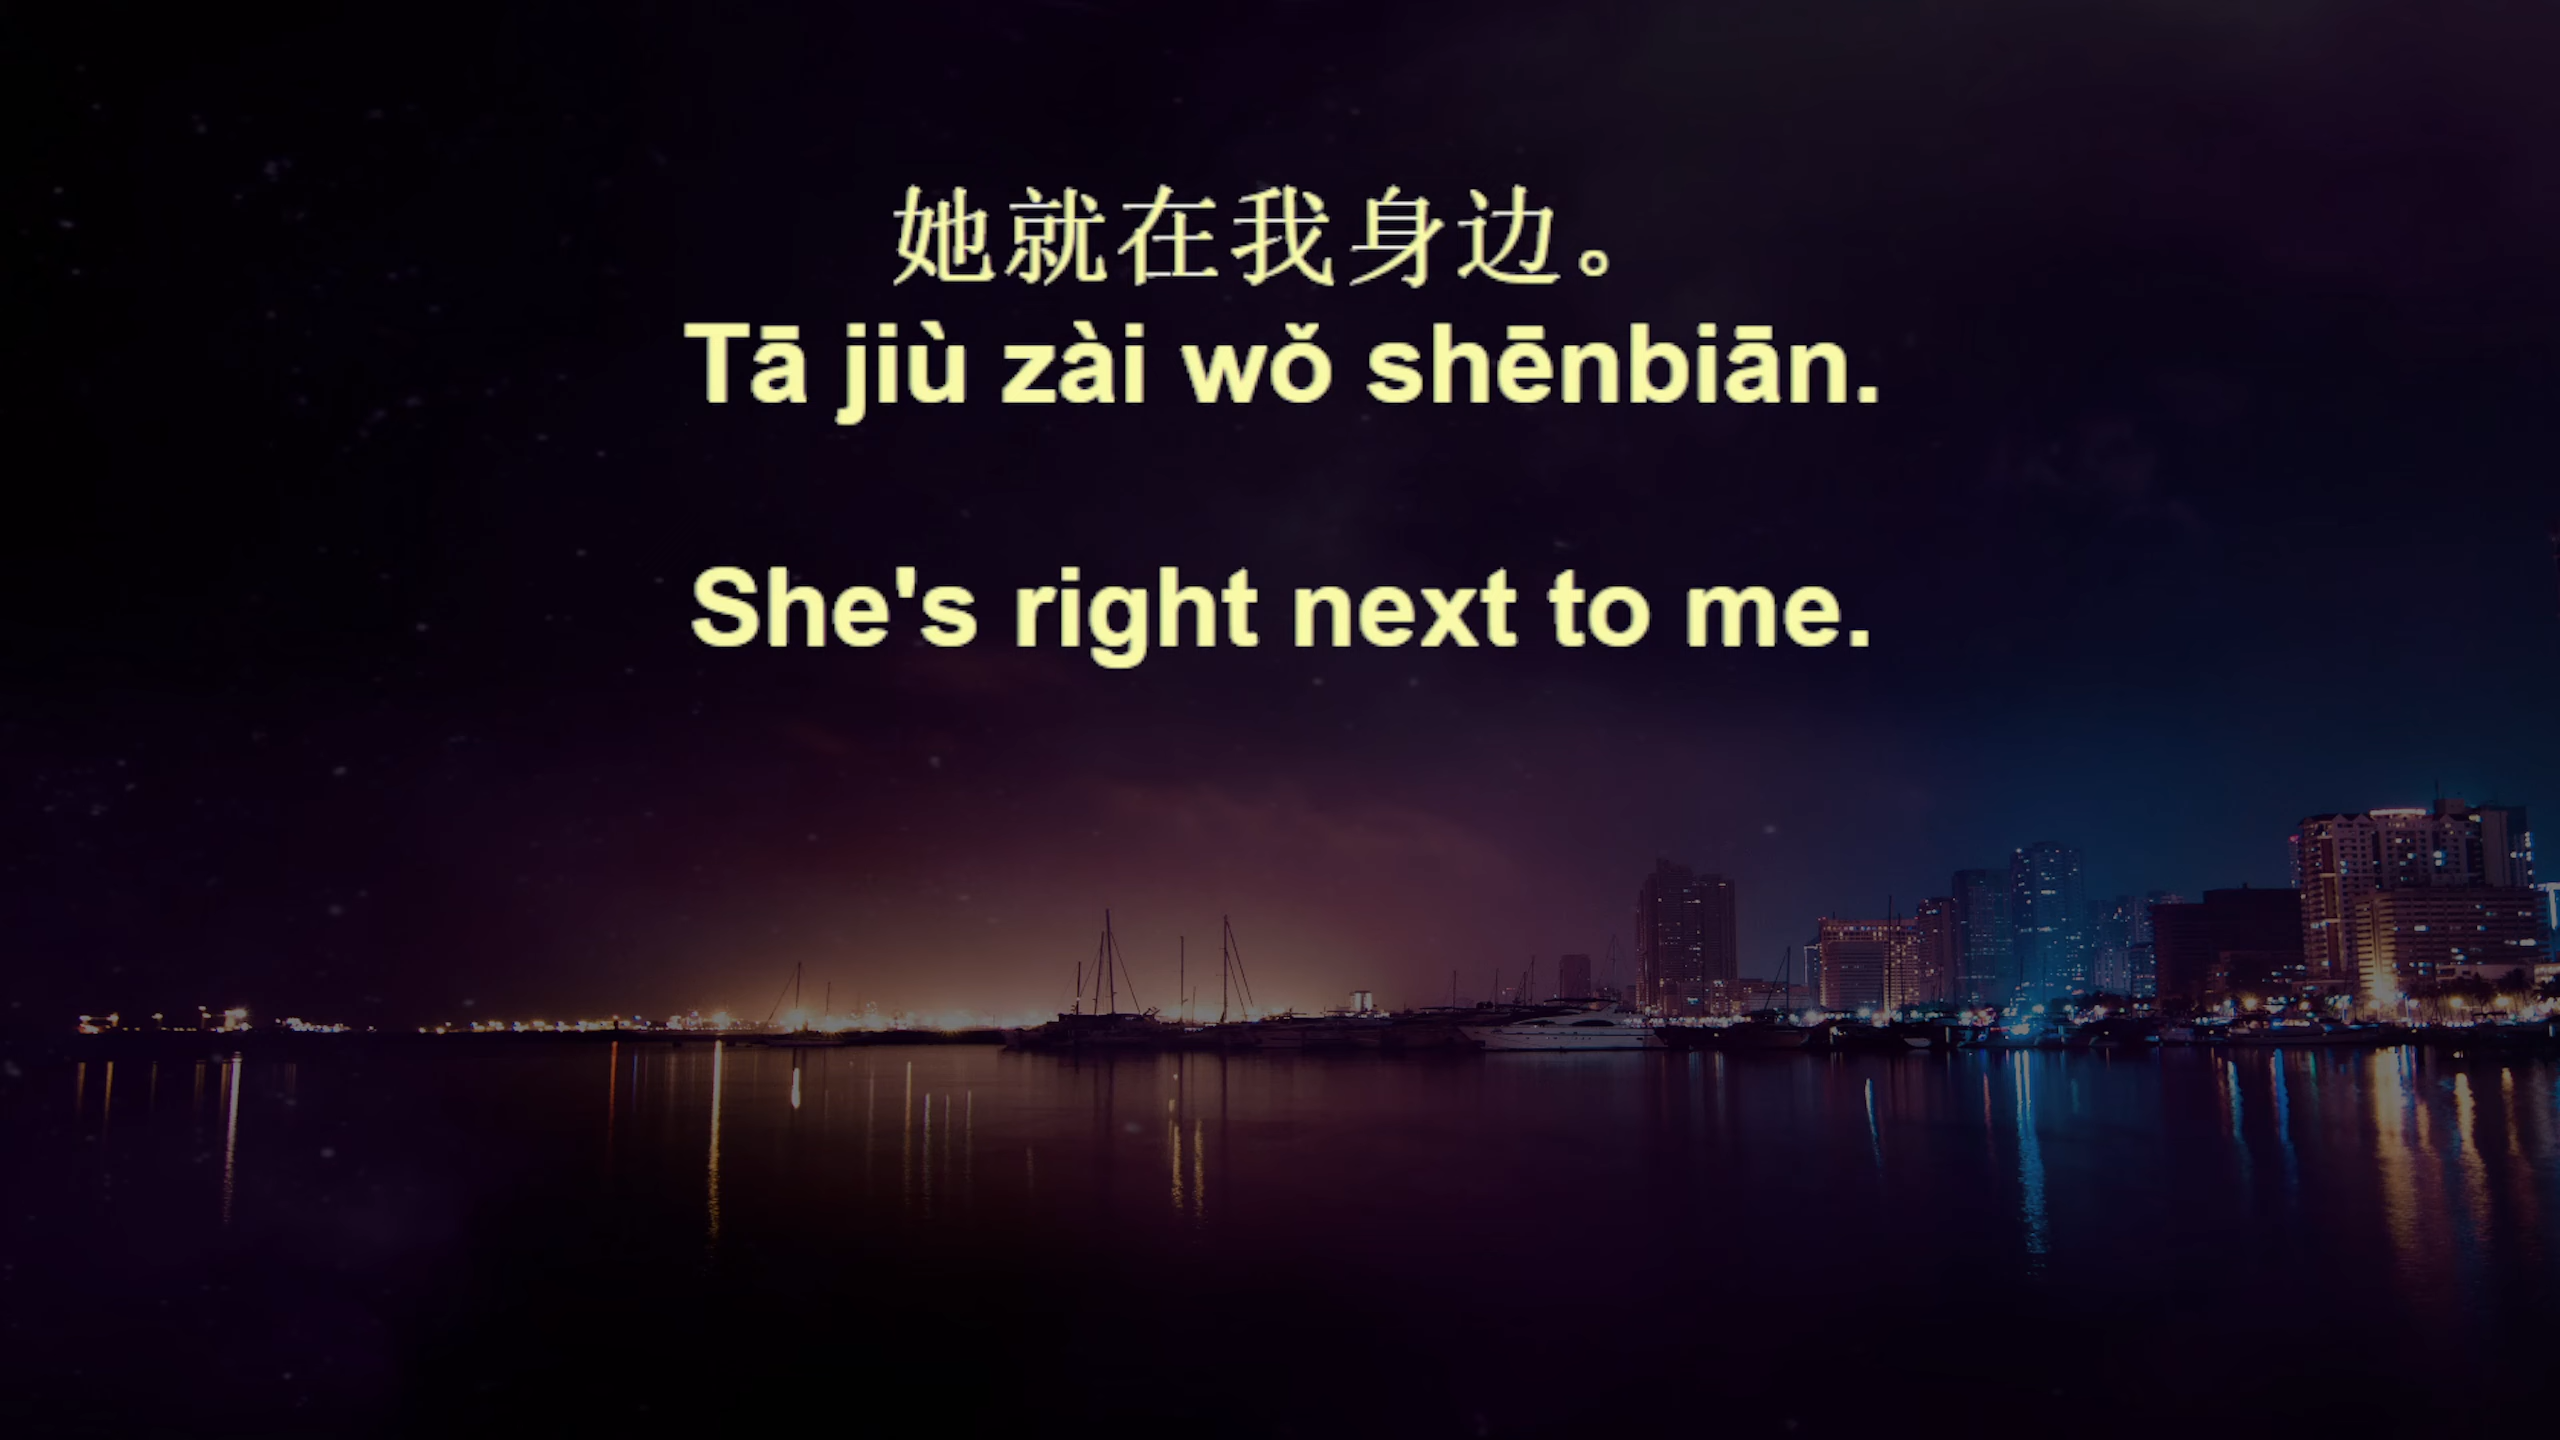 她就在我身边。
Tā jiù zài wǒ shēnbiān.
She's right next to me.